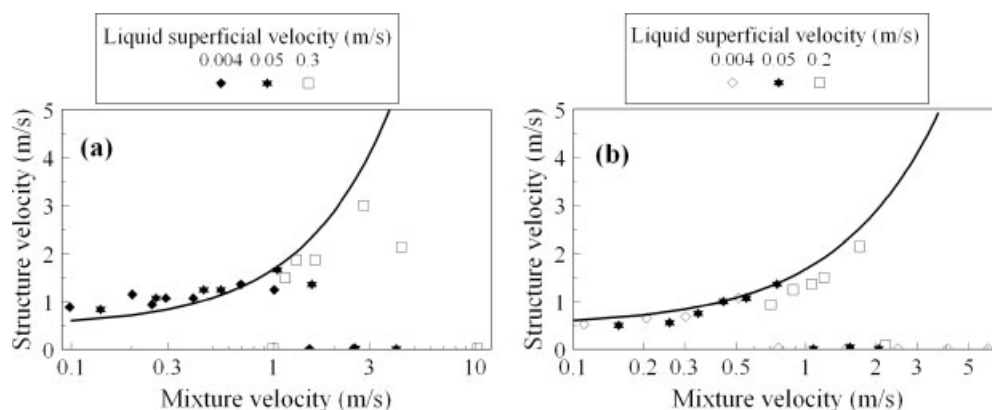 Liquid superficial velocity (m/s)
0.004 0.05 0.3
(a)
Structure velocity (m/s)
5
4
3
2
1
0
0.1 0.3 1 3 10
Mixture velocity (m/s)
Liquid superficial velocity (m/s)
0.004 0.05 0.2
(b)
Structure velocity (m/s)
5
4
3
2
1
0
0.1 0.3 0.5 1 2 5
Mixture velocity (m/s)